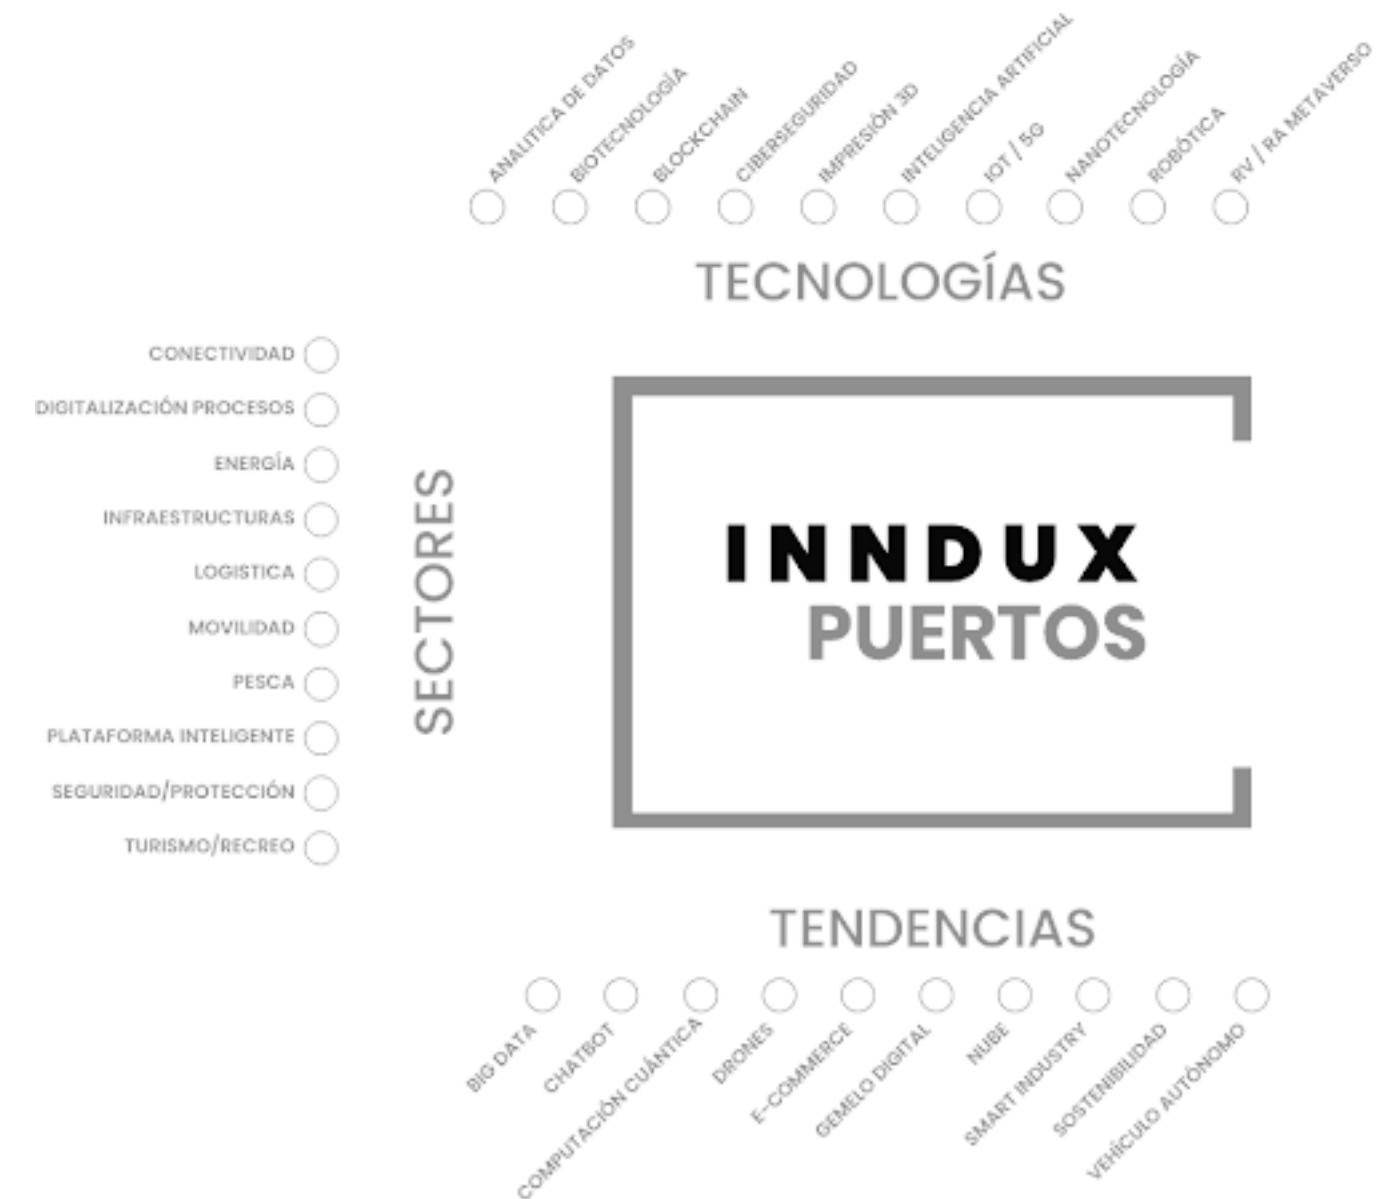 ANALITICA DE DATOS
BIOTECNOLOGÍA
BLOCKCHAIN
CIBERSEGURIDAD
IMPRESIÓN 3D
INTELIGENCIA ARTIFICIAL
IOT / 5G
NANOTECNOLOGÍA
ROBÓTICA
RV / RA METAVERSO
TECNOLOGÍAS
CONECTIVIDAD
DIGITALIZACIÓN PROCESOS
ENERGÍA
INFRAESTRUCTURAS
LOGISTICA
MOVILIDAD
PESCA
PLATAFORMA INTELIGENTE
SEGURIDAD/PROTECCIÓN
TURISMO/RECREO
SECTORES
INNDUX
PUERTOS
TENDENCIAS
BIG DATA
CHATBOT
COMPUTACIÓN CUÁNTICA
DRONES
E-COMMERCE
GEMELO DIGITAL
NUBE
SMART INDUSTRY
SOSTENIBILIDAD
VEHÍCULO AUTÓNOMO